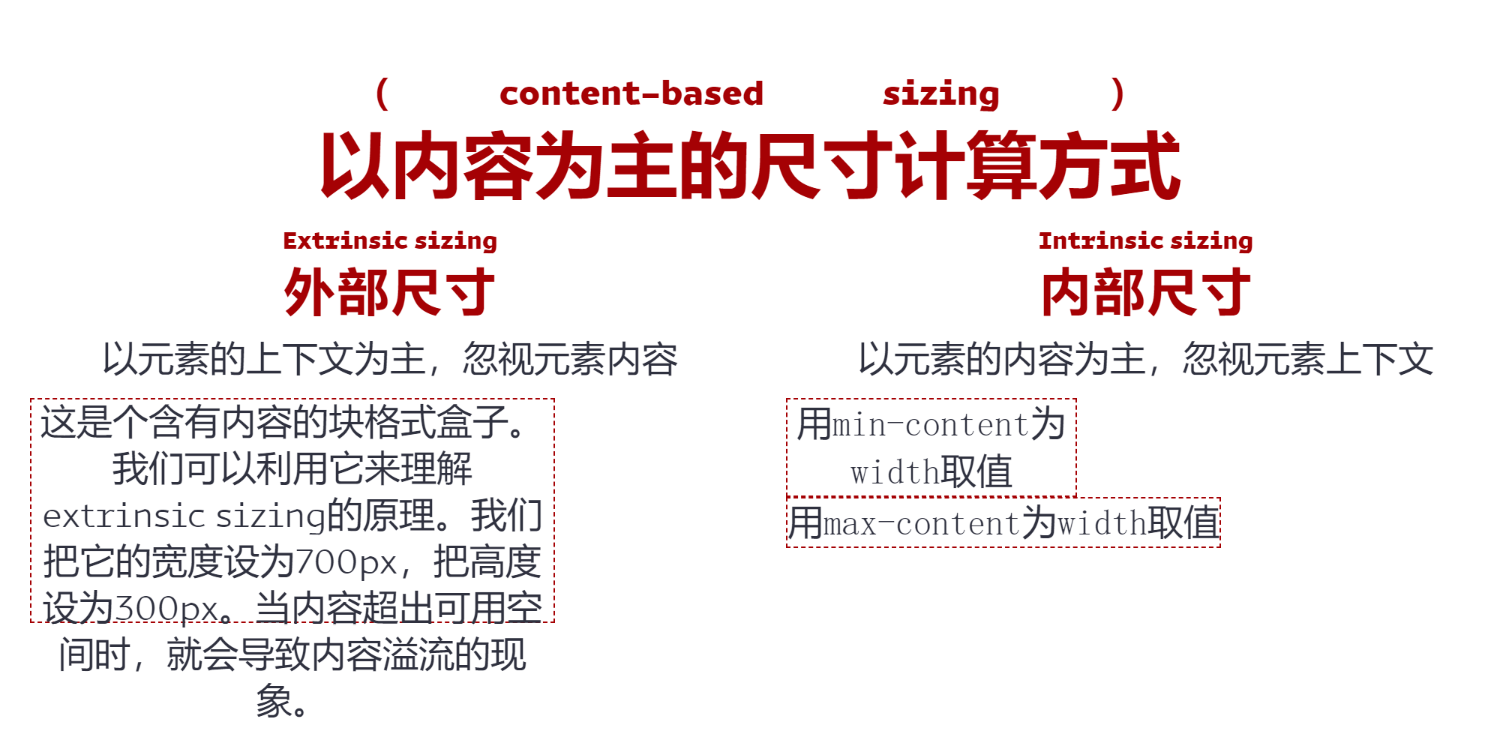 ( content-based sizing )
以内容为主的尺寸计算方式
Extrinsic sizing
外部尺寸
以元素的上下文为主，忽视元素内容
这是个含有内容的块格式盒子。
我们可以利用它来理解
extrinsic sizing的原理。我们
把它的宽度设为700px，把高度
设为300px。当内容超出可用空
间时，就会导致内容溢流的现
象。
Intrinsic sizing
内部尺寸
以元素的内容为主，忽视元素上下文
用min-content为
width取值
用max-content为width取值